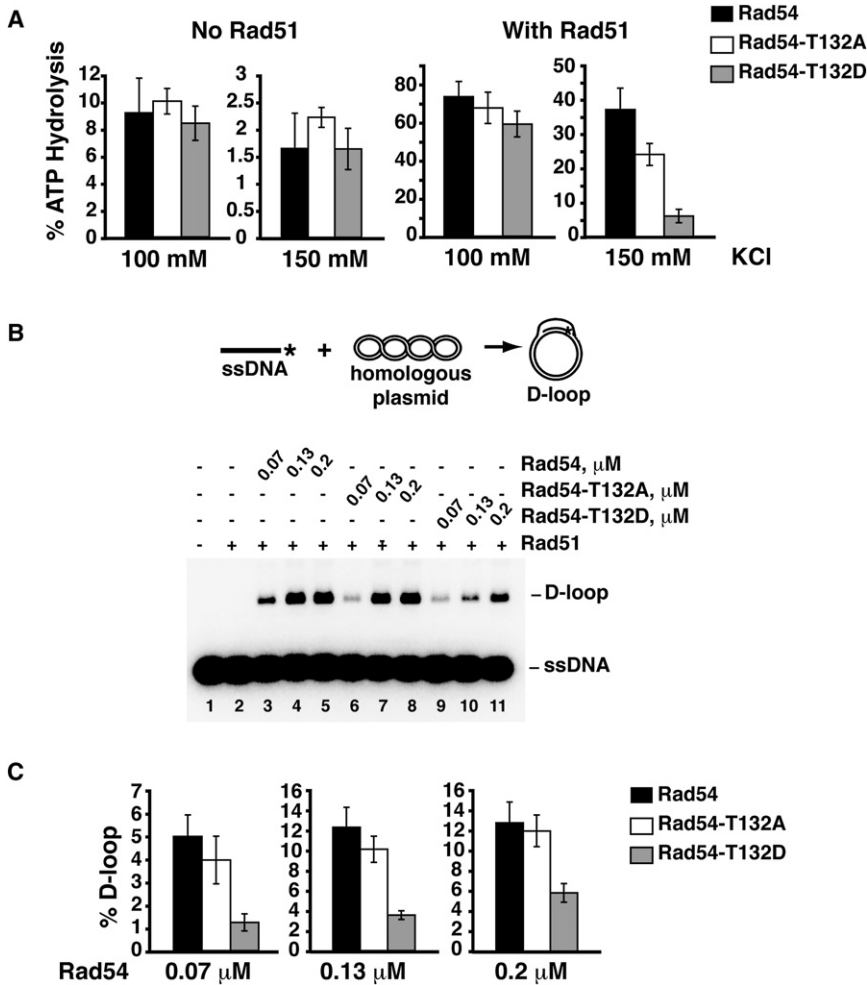 A
No Rad51
With Rad51
Rad54
Rad54-T132A
Rad54-T132D
% ATP Hydrolysis
12
10
8
6
4
2
0
3
2.5
2
1.5
1
0.5
0
80
60
40
20
0
50
40
30
20
10
0
100 mM
150 mM
100 mM
150 mM
KCl
B
ssDNA
*
+
homologous
plasmid
D-loop
- - 0.07 0.13 0.2 - - - - - - Rad54, μM
- - - - - 0.07 0.13 0.2 - - - Rad54-T132A, μM
- - - - - - - - 0.07 0.13 0.2 Rad54-T132D, μM
- + + + + + + + + + + Rad51
– D-loop
– ssDNA
1 2 3 4 5 6 7 8 9 10 11
C
% D-loop
7
6
5
4
3
2
1
0
16
14
12
10
8
6
4
2
0
16
14
12
10
8
6
4
2
0
Rad54
Rad54-T132A
Rad54-T132D
Rad54 0.07 μM 0.13 μM 0.2 μM